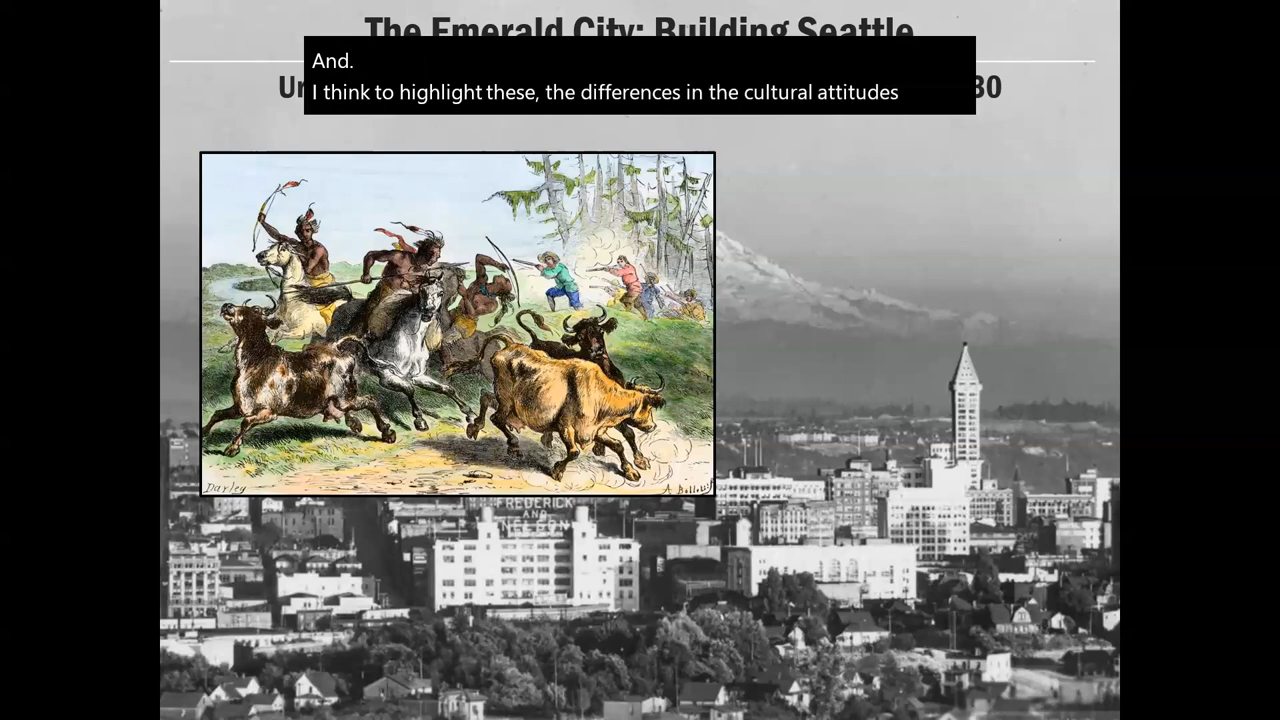 The Emerald City: Building Seattle
And.
I think to highlight these, the differences in the cultural attitudes
30
Darley
FREDERICK
AND
NELSON